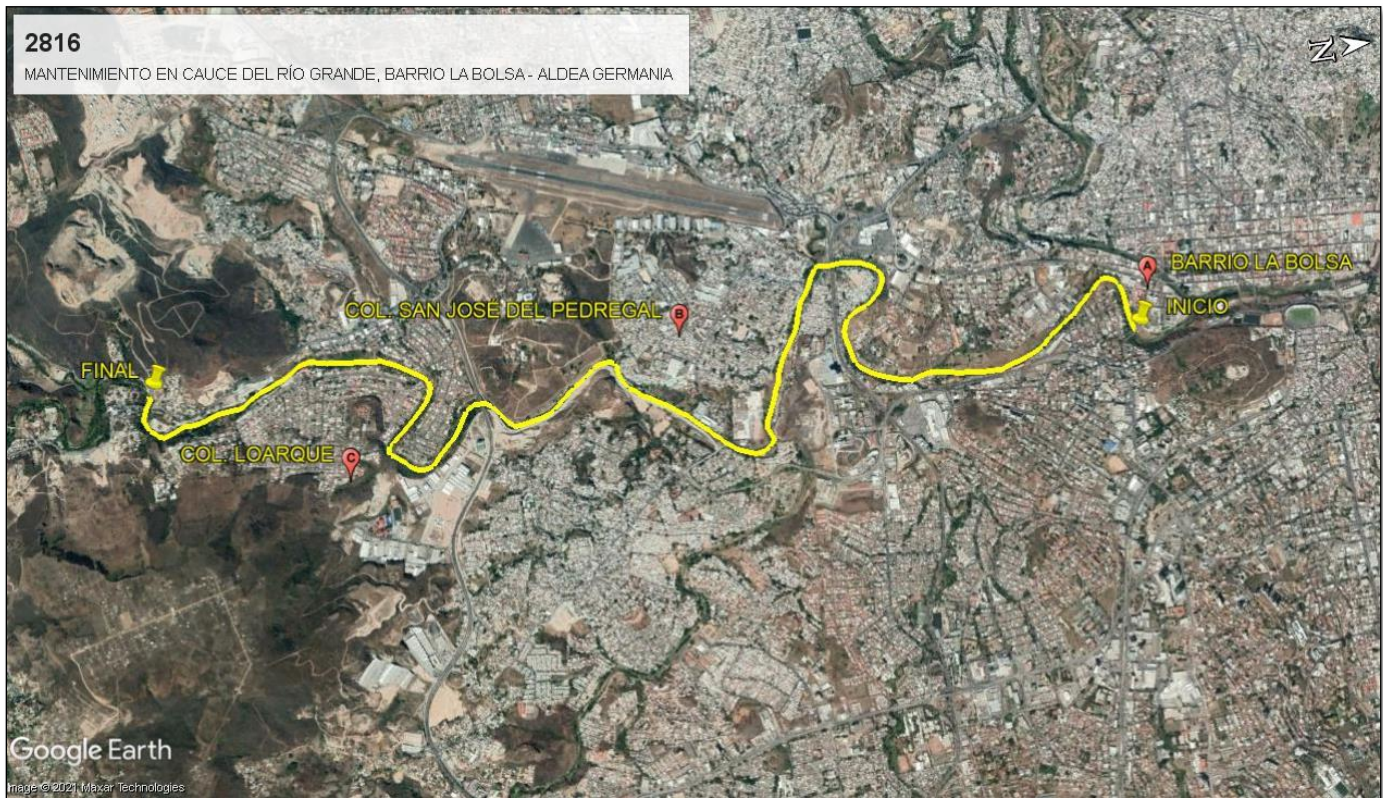 2816
MANTENIMIENTO EN CAUCE DEL RÍO GRANDE, BARRIO LA BOLSA - ALDEA GERMANIA
N
A
BARRIO LA BOLSA
INICIO
COL. SAN JOSÉ DEL PEDREGAL
B
FINAL
COL. LOARQUE
C
Google Earth
Image © 2021 Maxar Technologies